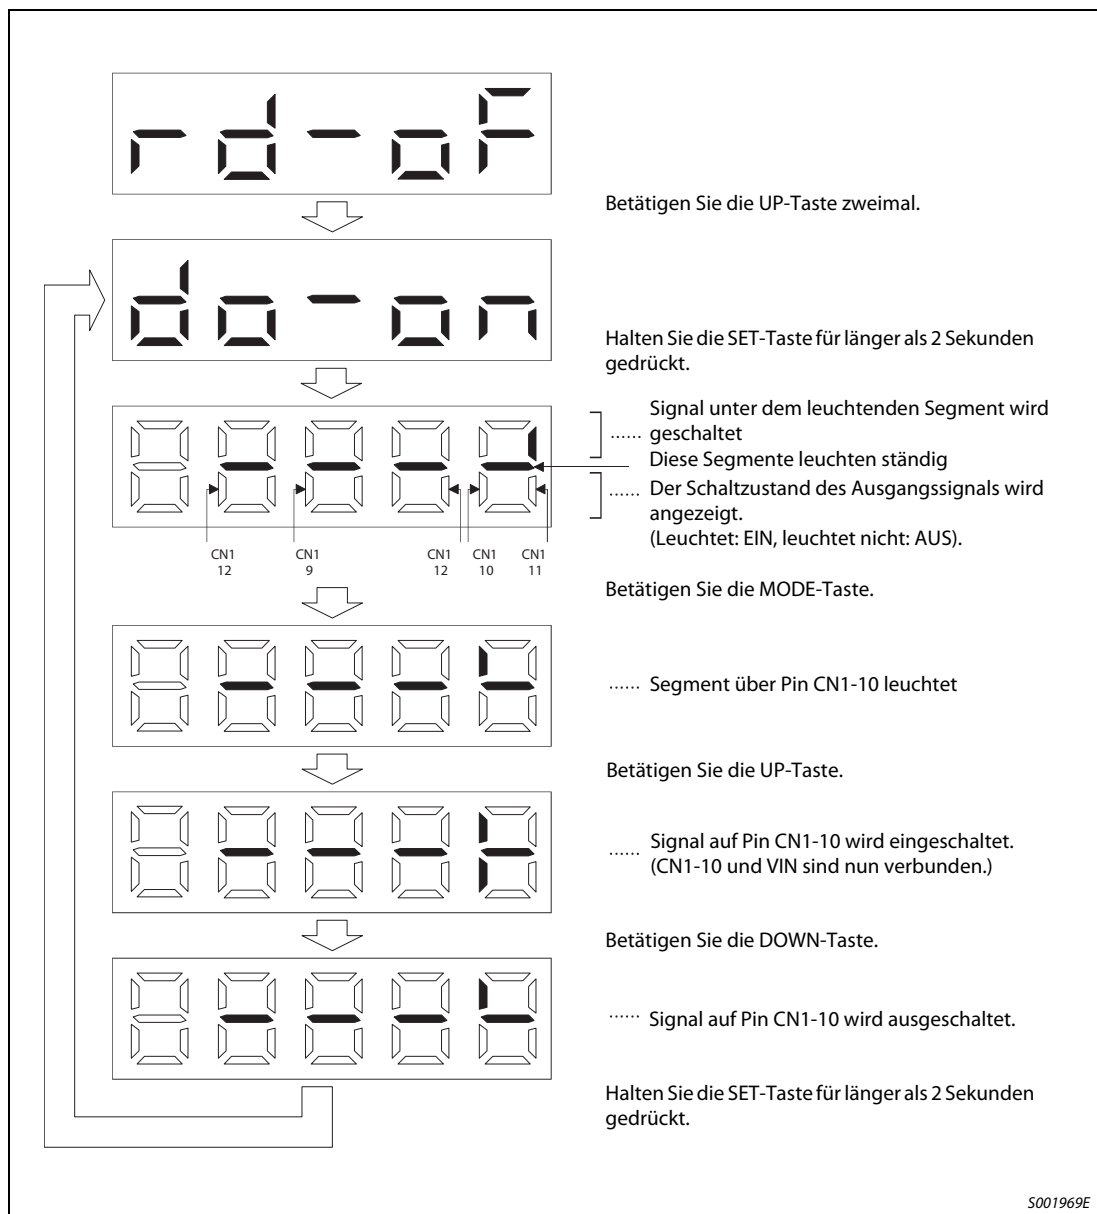 rd-oF
Betätigen Sie die UP-Taste zweimal.
do-on
Halten Sie die SET-Taste für länger als 2 Sekunden
gedrückt.
Signal unter dem leuchtenden Segment wird
...... geschaltet
Diese Segmente leuchten ständig
...... Der Schaltzustand des Ausgangssignals wird
angezeigt.
(Leuchtet: EIN, leuchtet nicht: AUS).
CN1 CN1 CN1 CN1 CN1
12 9 12 10 11
Betätigen Sie die MODE-Taste.
...... Segment über Pin CN1-10 leuchtet
Betätigen Sie die UP-Taste.
...... Signal auf Pin CN1-10 wird eingeschaltet.
(CN1-10 und VIN sind nun verbunden.)
Betätigen Sie die DOWN-Taste.
...... Signal auf Pin CN1-10 wird ausgeschaltet.
Halten Sie die SET-Taste für länger als 2 Sekunden
gedrückt.
S001969E